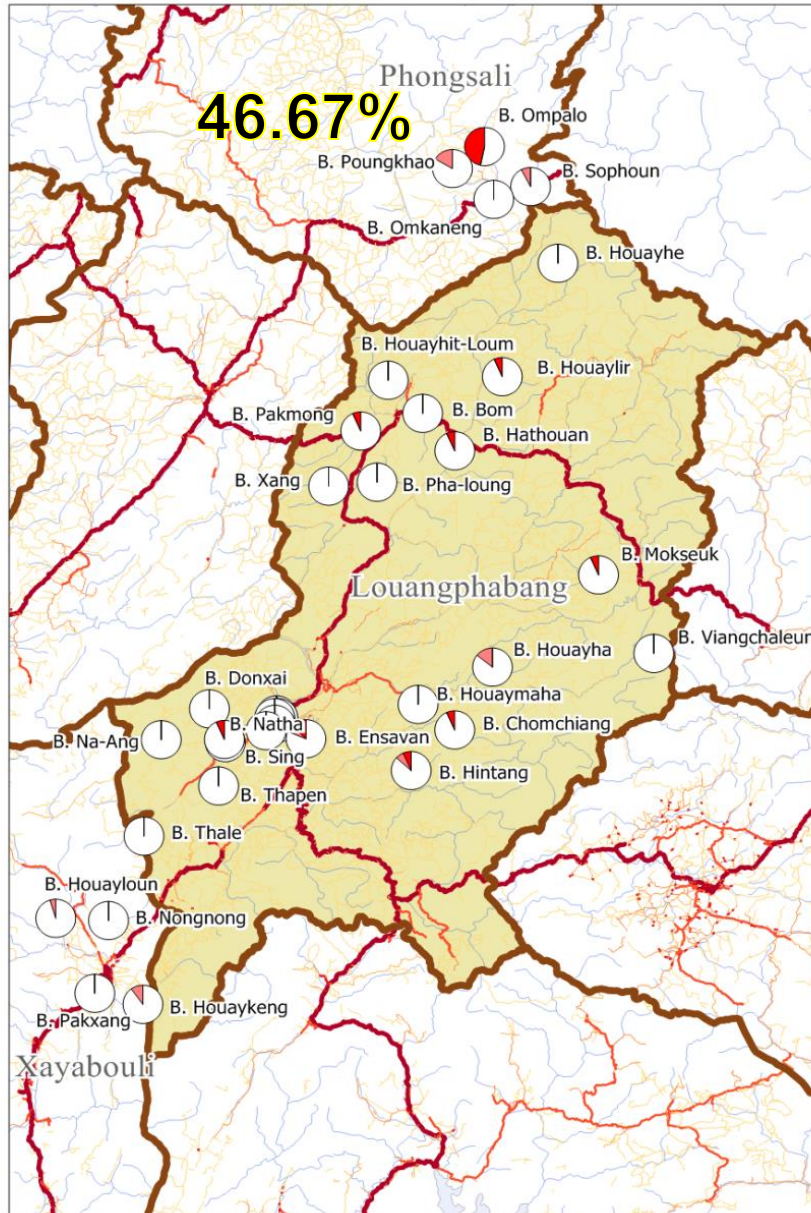 Phongsali
46.67%
B. Ompalo
B. Poungkhao
B. Sophoun
B. Omkaneng
B. Houayhe
B. Houayhit-Loum
B. Houaylir
B. Pakmong
B. Bom
B. Hathouan
B. Xang
B. Pha-loung
B. Mokseuk
Louangphabang
B. Viangchaleun
B. Houayha
B. Donxai
B. Houaymaha
B. Natha
B. Chomchiang
B. Na-Ang
B. Ensavan
B. Sing
B. Hintang
B. Thapen
B. Thale
B. Houayloun
B. Nongnong
B. Houaykeng
B. Pakxang
Xayabouli